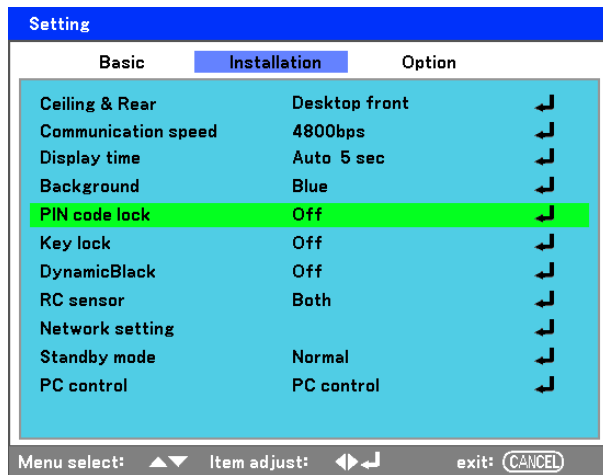 Setting
Basic Installation Option
Ceiling & Rear Desktop front
Communication speed 4800bps
Display time Auto 5 sec
Background Blue
PIN code lock Off
Key lock Off
DynamicBlack Off
RC sensor Both
Network setting
Standby mode Normal
PC control PC control
Menu select: ▲▼ Item adjust: ◀▶↵ exit: CANCEL